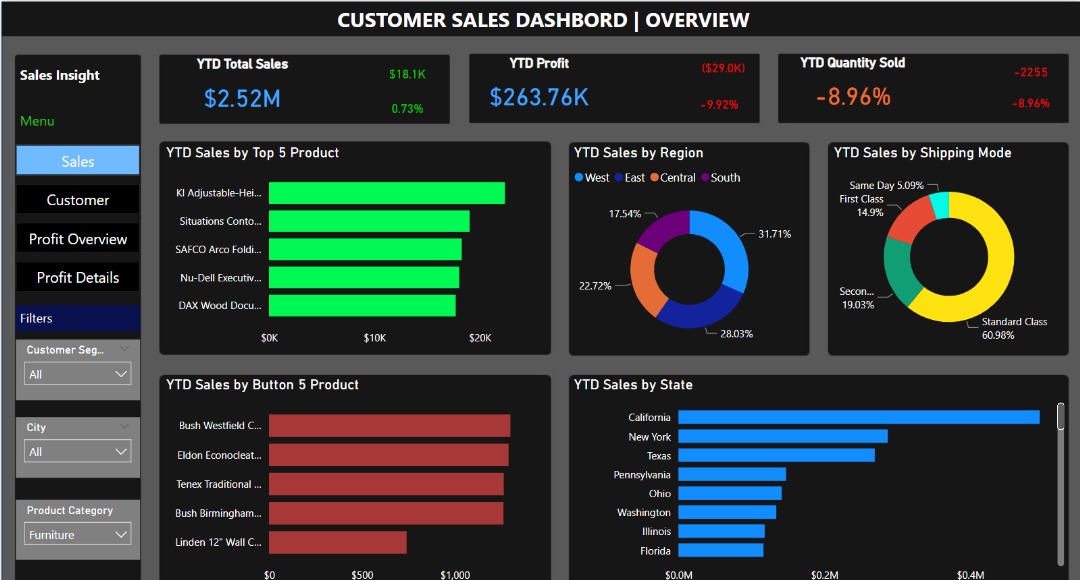 CUSTOMER SALES DASHBORD | OVERVIEW
Sales Insight
Menu
Sales
Customer
Profit Overview
Profit Details
Filters
Customer Seg...
All
City
All
Product Category
Furniture
YTD Total Sales
$2.52M
$18.1K
0.73%
YTD Profit
$263.76K
($29.0K)
-9.92%
YTD Quantity Sold
-8.96%
-2255
-8.96%
YTD Sales by Top 5 Product
KI Adjustable-Hei...
Situations Conto...
SAFCO Arco Foldi...
Nu-Dell Executiv...
DAX Wood Docu...
$0K $10K $20K
YTD Sales by Region
West East Central South
17.54%
31.71%
22.72%
28.03%
YTD Sales by Shipping Mode
Same Day 5.09%
First Class
14.9%
Secon...
19.03%
Standard Class
60.98%
YTD Sales by Button 5 Product
Bush Westfield C...
Eldon Econocleat...
Tenex Traditional ...
Bush Birmingham...
Linden 12" Wall C...
$0 $500 $1,000
YTD Sales by State
California
New York
Texas
Pennsylvania
Ohio
Washington
Illinois
Florida
$0.0M $0.2M $0.4M